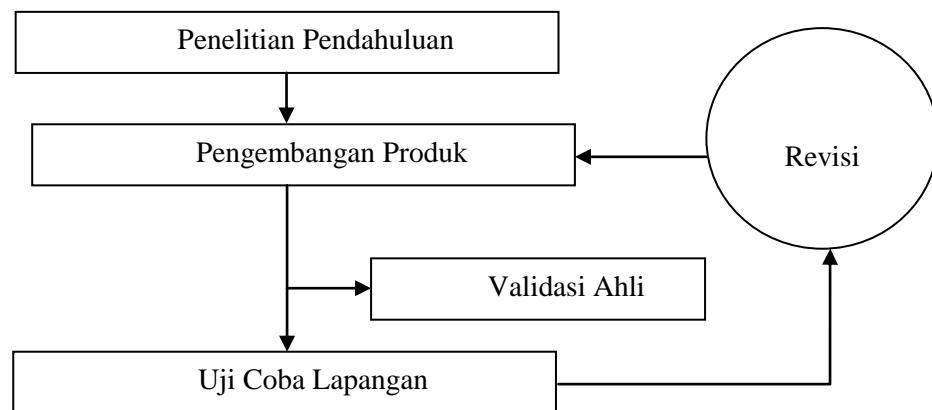 Penelitian Pendahuluan
Pengembangan Produk
Revisi
Validasi Ahli
Uji Coba Lapangan